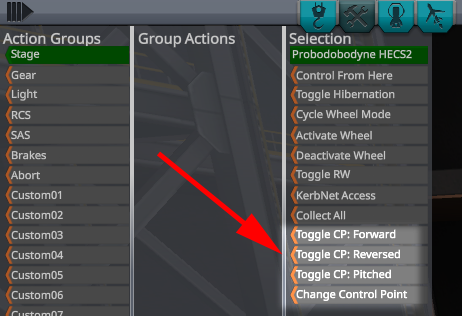 Action Groups
Stage
Gear
Light
RCS
SAS
Brakes
Abort
Custom01
Custom02
Custom03
Custom04
Custom05
Custom06
Custom07
Group Actions
Selection
Probodobodyne HECS2
Control From Here
Toggle Hibernation
Cycle Wheel Mode
Activate Wheel
Deactivate Wheel
Toggle RW
KerbNet Access
Collect All
Toggle CP: Forward
Toggle CP: Reversed
Toggle CP: Pitched
Change Control Point